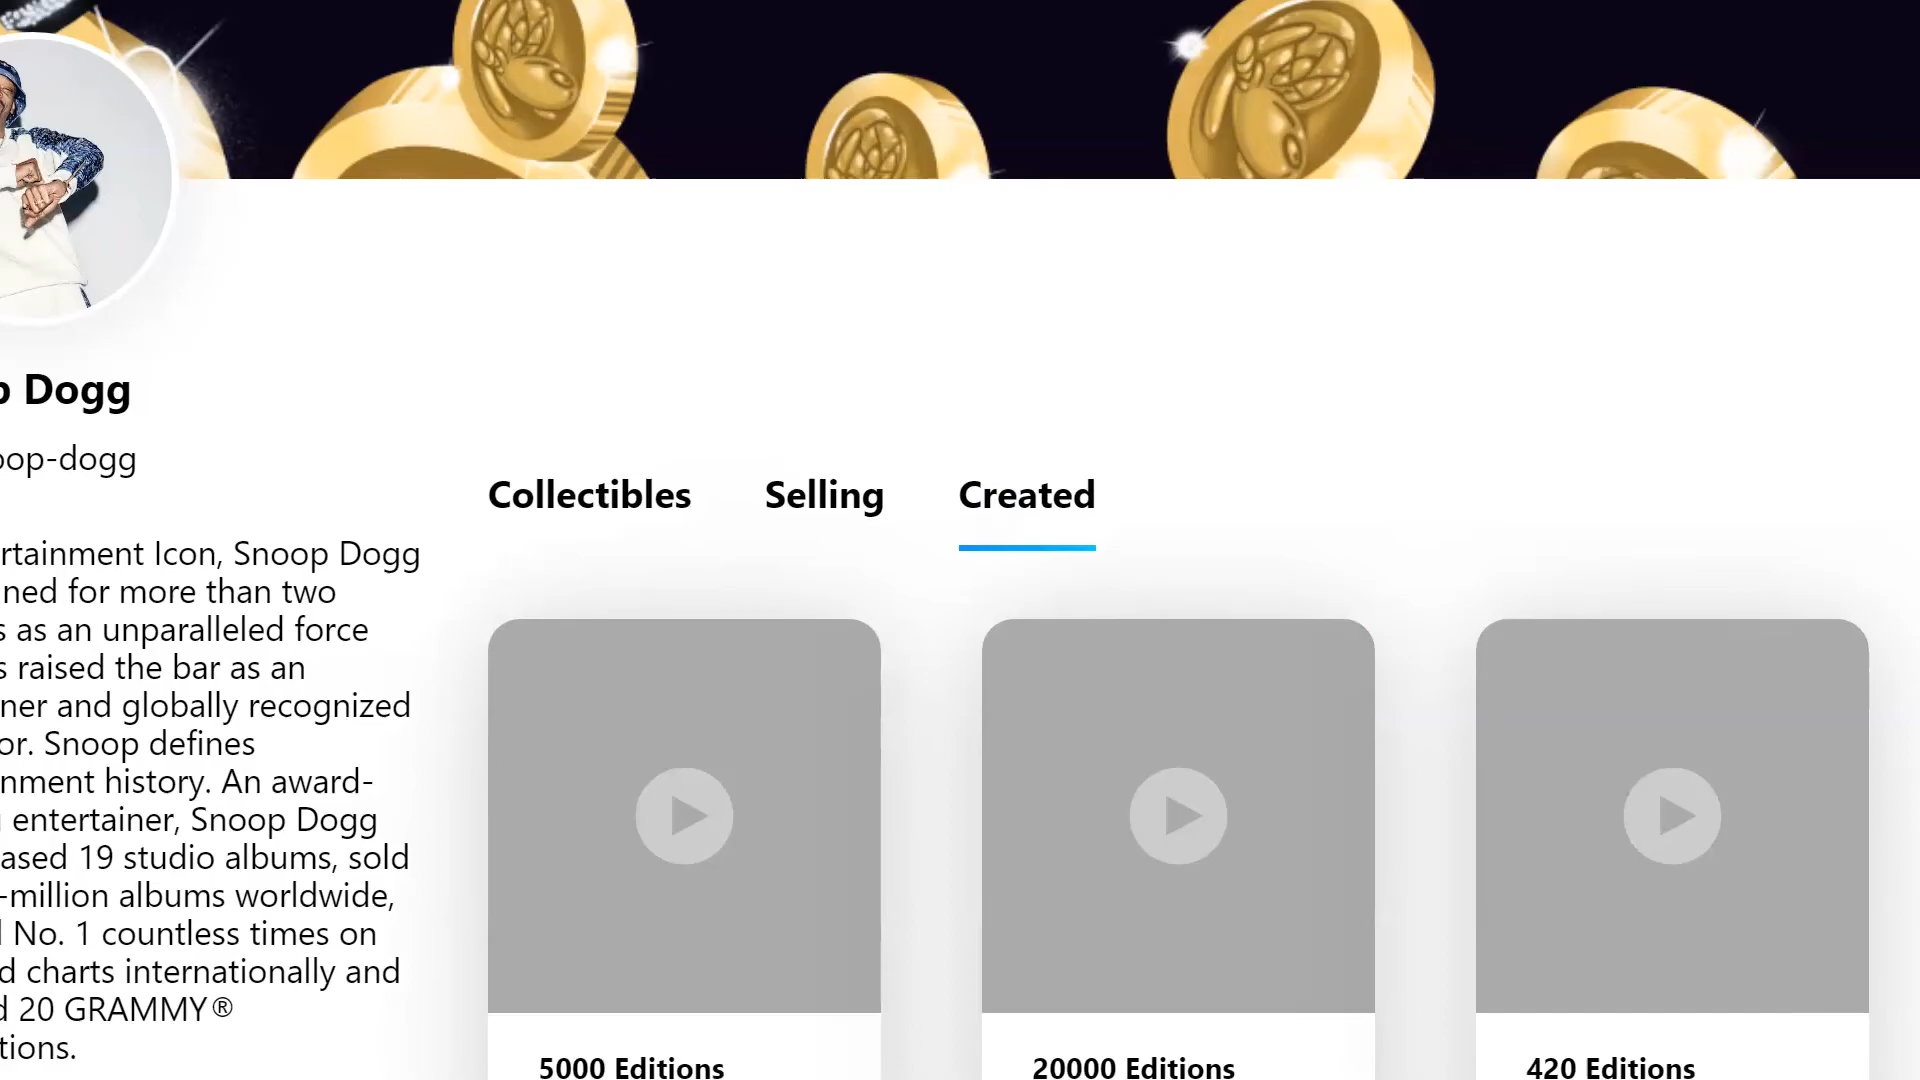 p Dogg
oop-dogg
rtainment Icon, Snoop Dogg
ned for more than two
s as an unparalleled force
s raised the bar as an
ner and globally recognized
or. Snoop defines
nment history. An award-
entertainer, Snoop Dogg
ased 19 studio albums, sold
-million albums worldwide,
No. 1 countless times on
d charts internationally and
d 20 GRAMMY®
tions.
Collectibles Selling Created
5000 Editions
20000 Editions
420 Editions